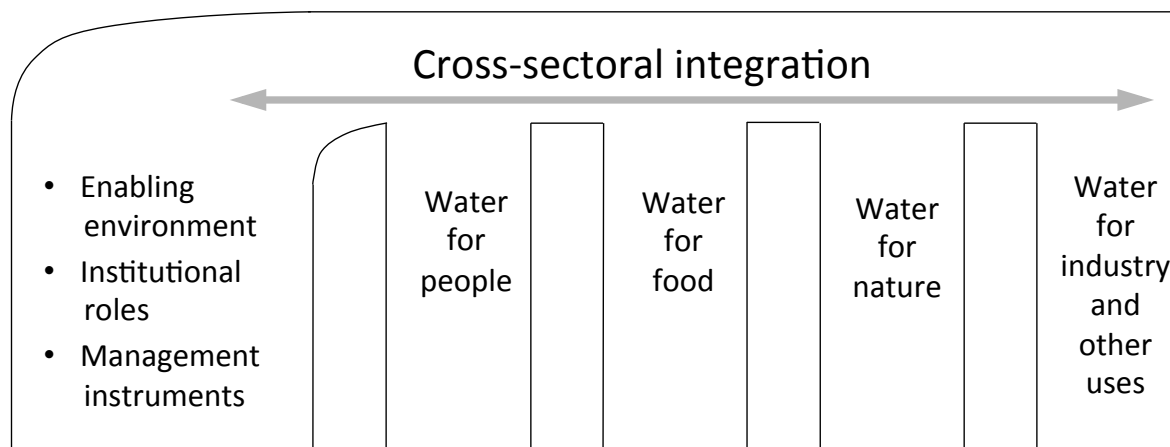 Cross-sectoral integration
• Enabling
environment
• Institutional
roles
• Management
instruments
Water
for
people
Water
for
food
Water
for
nature
Water
for
industry
and
other
uses